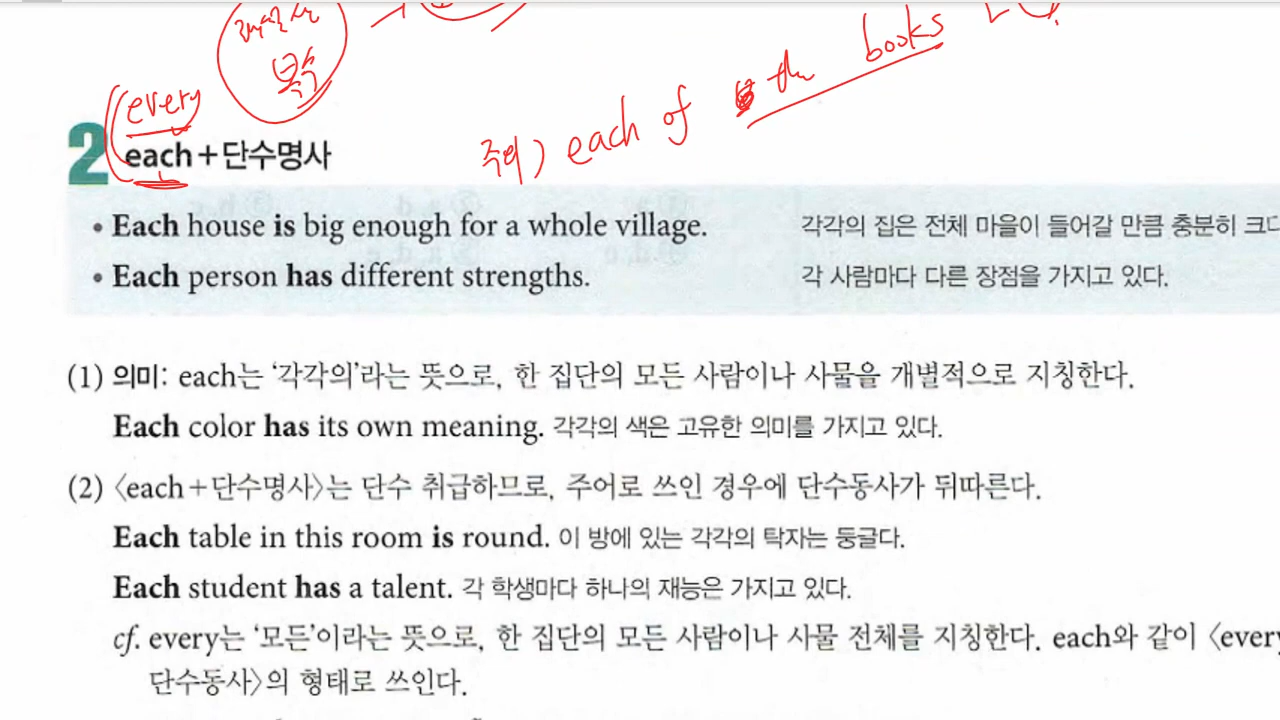 복수
every
주의) each of the books
2 each+단수명사
• Each house is big enough for a whole village. 각각의 집은 전체 마을이 들어갈 만큼 충분히 크다
• Each person has different strengths. 각 사람마다 다른 장점을 가지고 있다.
(1) 의미: each는 ‘각각의’라는 뜻으로, 한 집단의 모든 사람이나 사물을 개별적으로 지칭한다.
Each color has its own meaning. 각각의 색은 고유한 의미를 가지고 있다.
(2) 〈each+단수명사〉는 단수 취급하므로, 주어로 쓰인 경우에 단수동사가 뒤따른다.
Each table in this room is round. 이 방에 있는 각각의 탁자는 둥글다.
Each student has a talent. 각 학생마다 하나의 재능은 가지고 있다.
cf. every는 ‘모든’이라는 뜻으로, 한 집단의 모든 사람이나 사물 전체를 지칭한다. each와 같이 〈every
단수동사〉의 형태로 쓰인다.